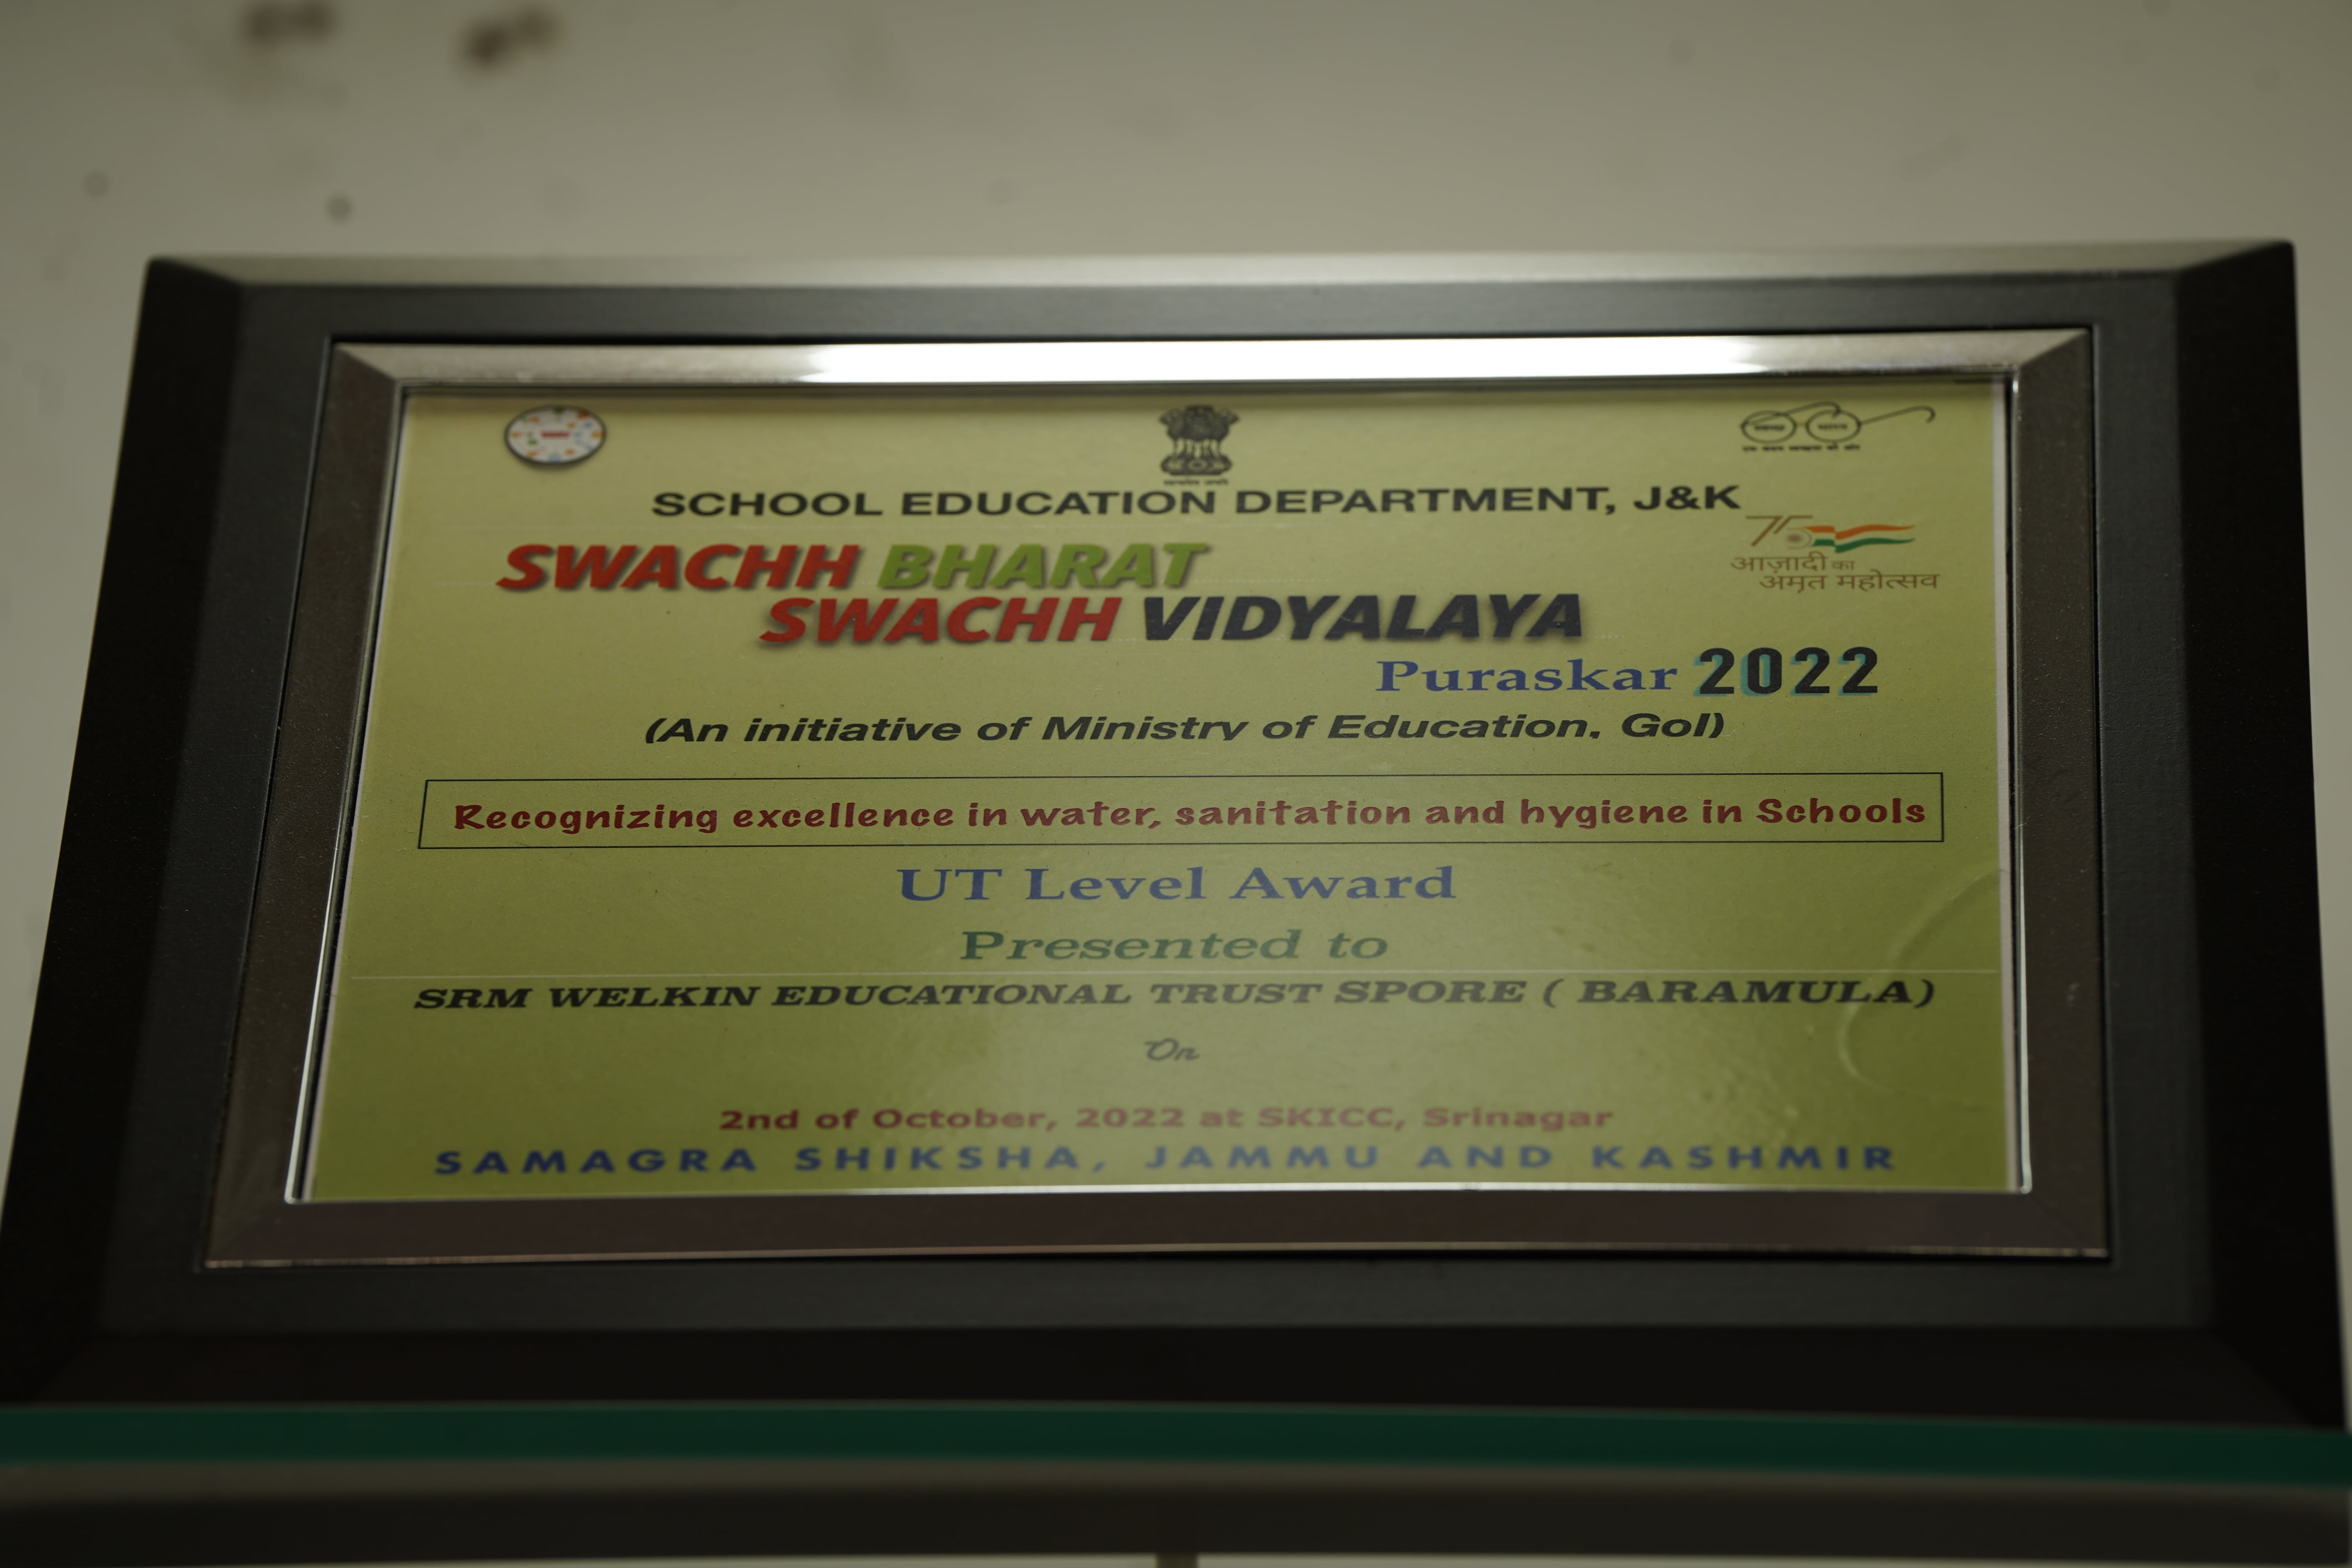 SCHOOL EDUCATION DEPARTMENT, J&K
SWACHH BHARAT
SWACHH VIDYALAYA
75
आज़ादी का
अमृत महोत्सव
Puraskar 2022
(An initiative of Ministry of Education. GoI)
Recognizing excellence in water, sanitation and hygiene in Schools
UT Level Award
Presented to
SRM WELKIN EDUCATIONAL TRUST SPORE ( BARAMULA)
On
2nd of October, 2022 at SKICC, Srinagar
SAMAGRA SHIKSHA, JAMMU AND KASHMIR